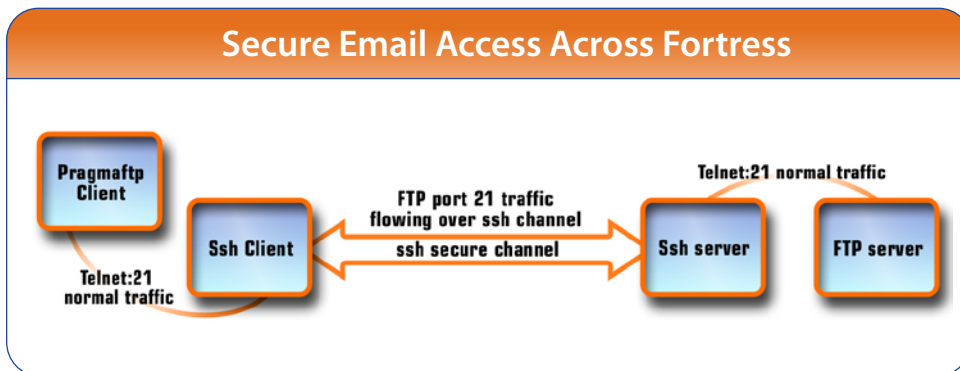 Secure Email Access Across Fortress
Pragmaftp
Client
Telnet:21
normal traffic
Ssh Client
FTP port 21 traffic
flowing over ssh channel
ssh secure channel
Ssh server
Telnet:21 normal traffic
FTP server